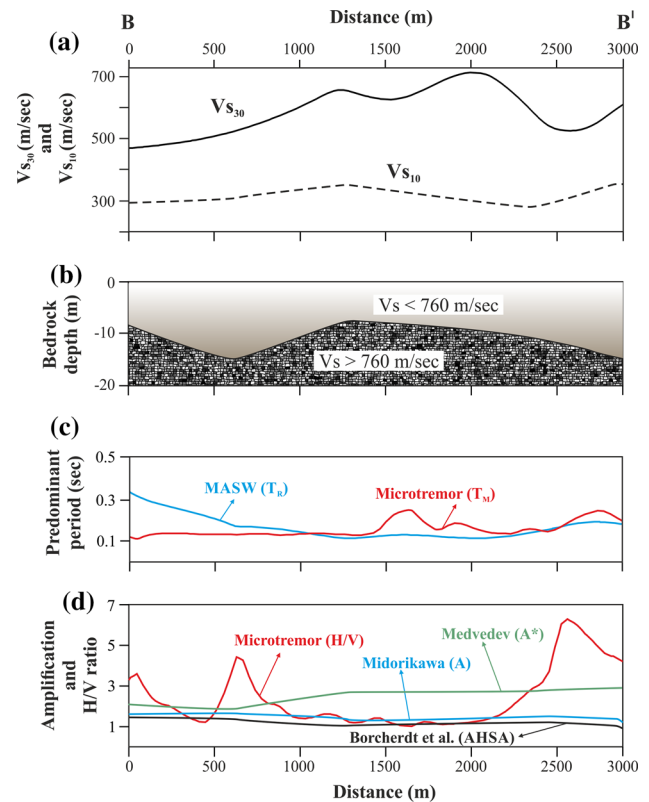 Distance (m)
B B'
(a)
0 500 1000 1500 2000 2500 3000
700
500
300
Vs30 (m/sec)
and
Vs10 (m/sec)
Vs30
Vs10
(b)
0
-10
-20
Bedrock
depth (m)
Vs < 760 m/sec
Vs > 760 m/sec
(c)
0.5
0.3
0.1
Predominant
period (sec)
MASW (TR)
Microtremor (TM)
(d)
7
5
3
1
Amplification
and
H/V ratio
Microtremor (H/V)
Medvedev (A*)
Midorikawa (A)
Borcherdt et al. (AHSA)
0 500 1000 1500 2000 2500 3000
Distance (m)